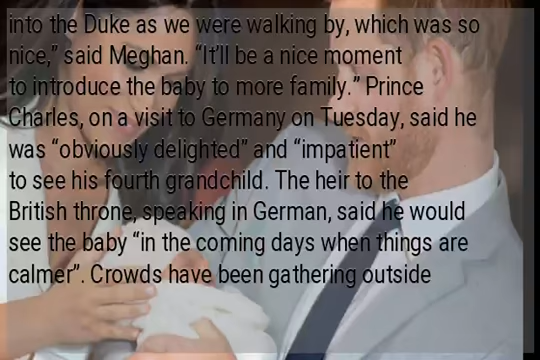 into the Duke as we were walking by, which was so
nice,” said Meghan. “It’ll be a nice moment
to introduce the baby to more family.” Prince
Charles, on a visit to Germany on Tuesday, said he
was “obviously delighted” and “impatient”
to see his fourth grandchild. The heir to the
British throne, speaking in German, said he would
see the baby “in the coming days when things are
calmer”. Crowds have been gathering outside